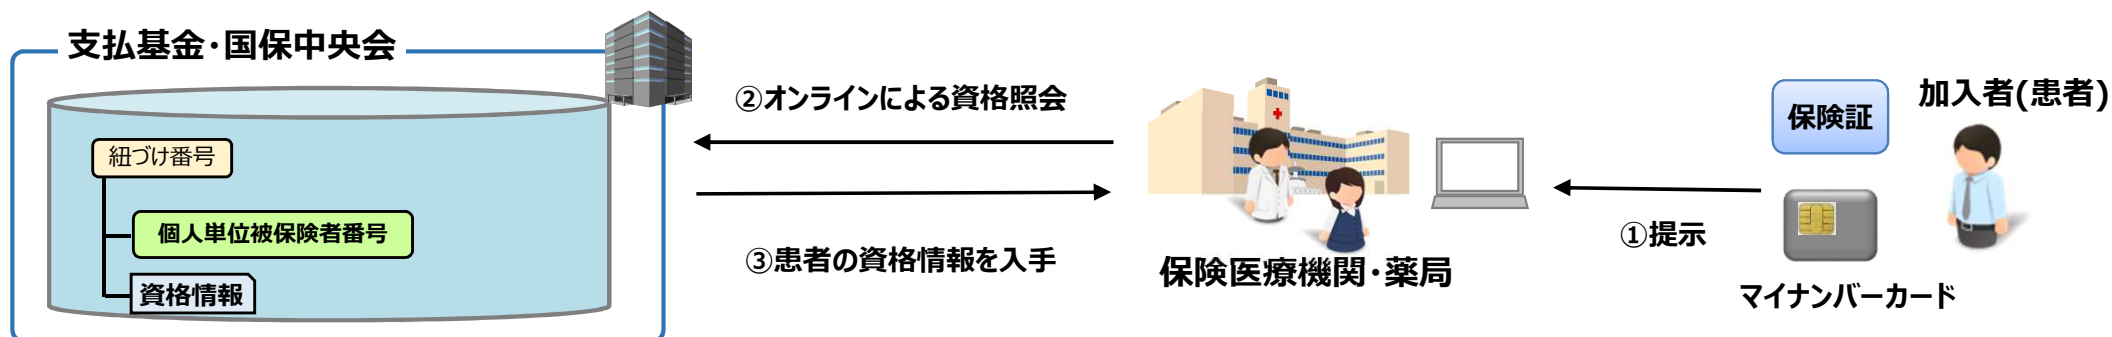 支払基金・国保中央会
紐づけ番号
個人単位被保険者番号
資格情報
②オンラインによる資格照会
③患者の資格情報を入手
保険医療機関・薬局
①提示
保険証
加入者(患者)
マイナンバーカード